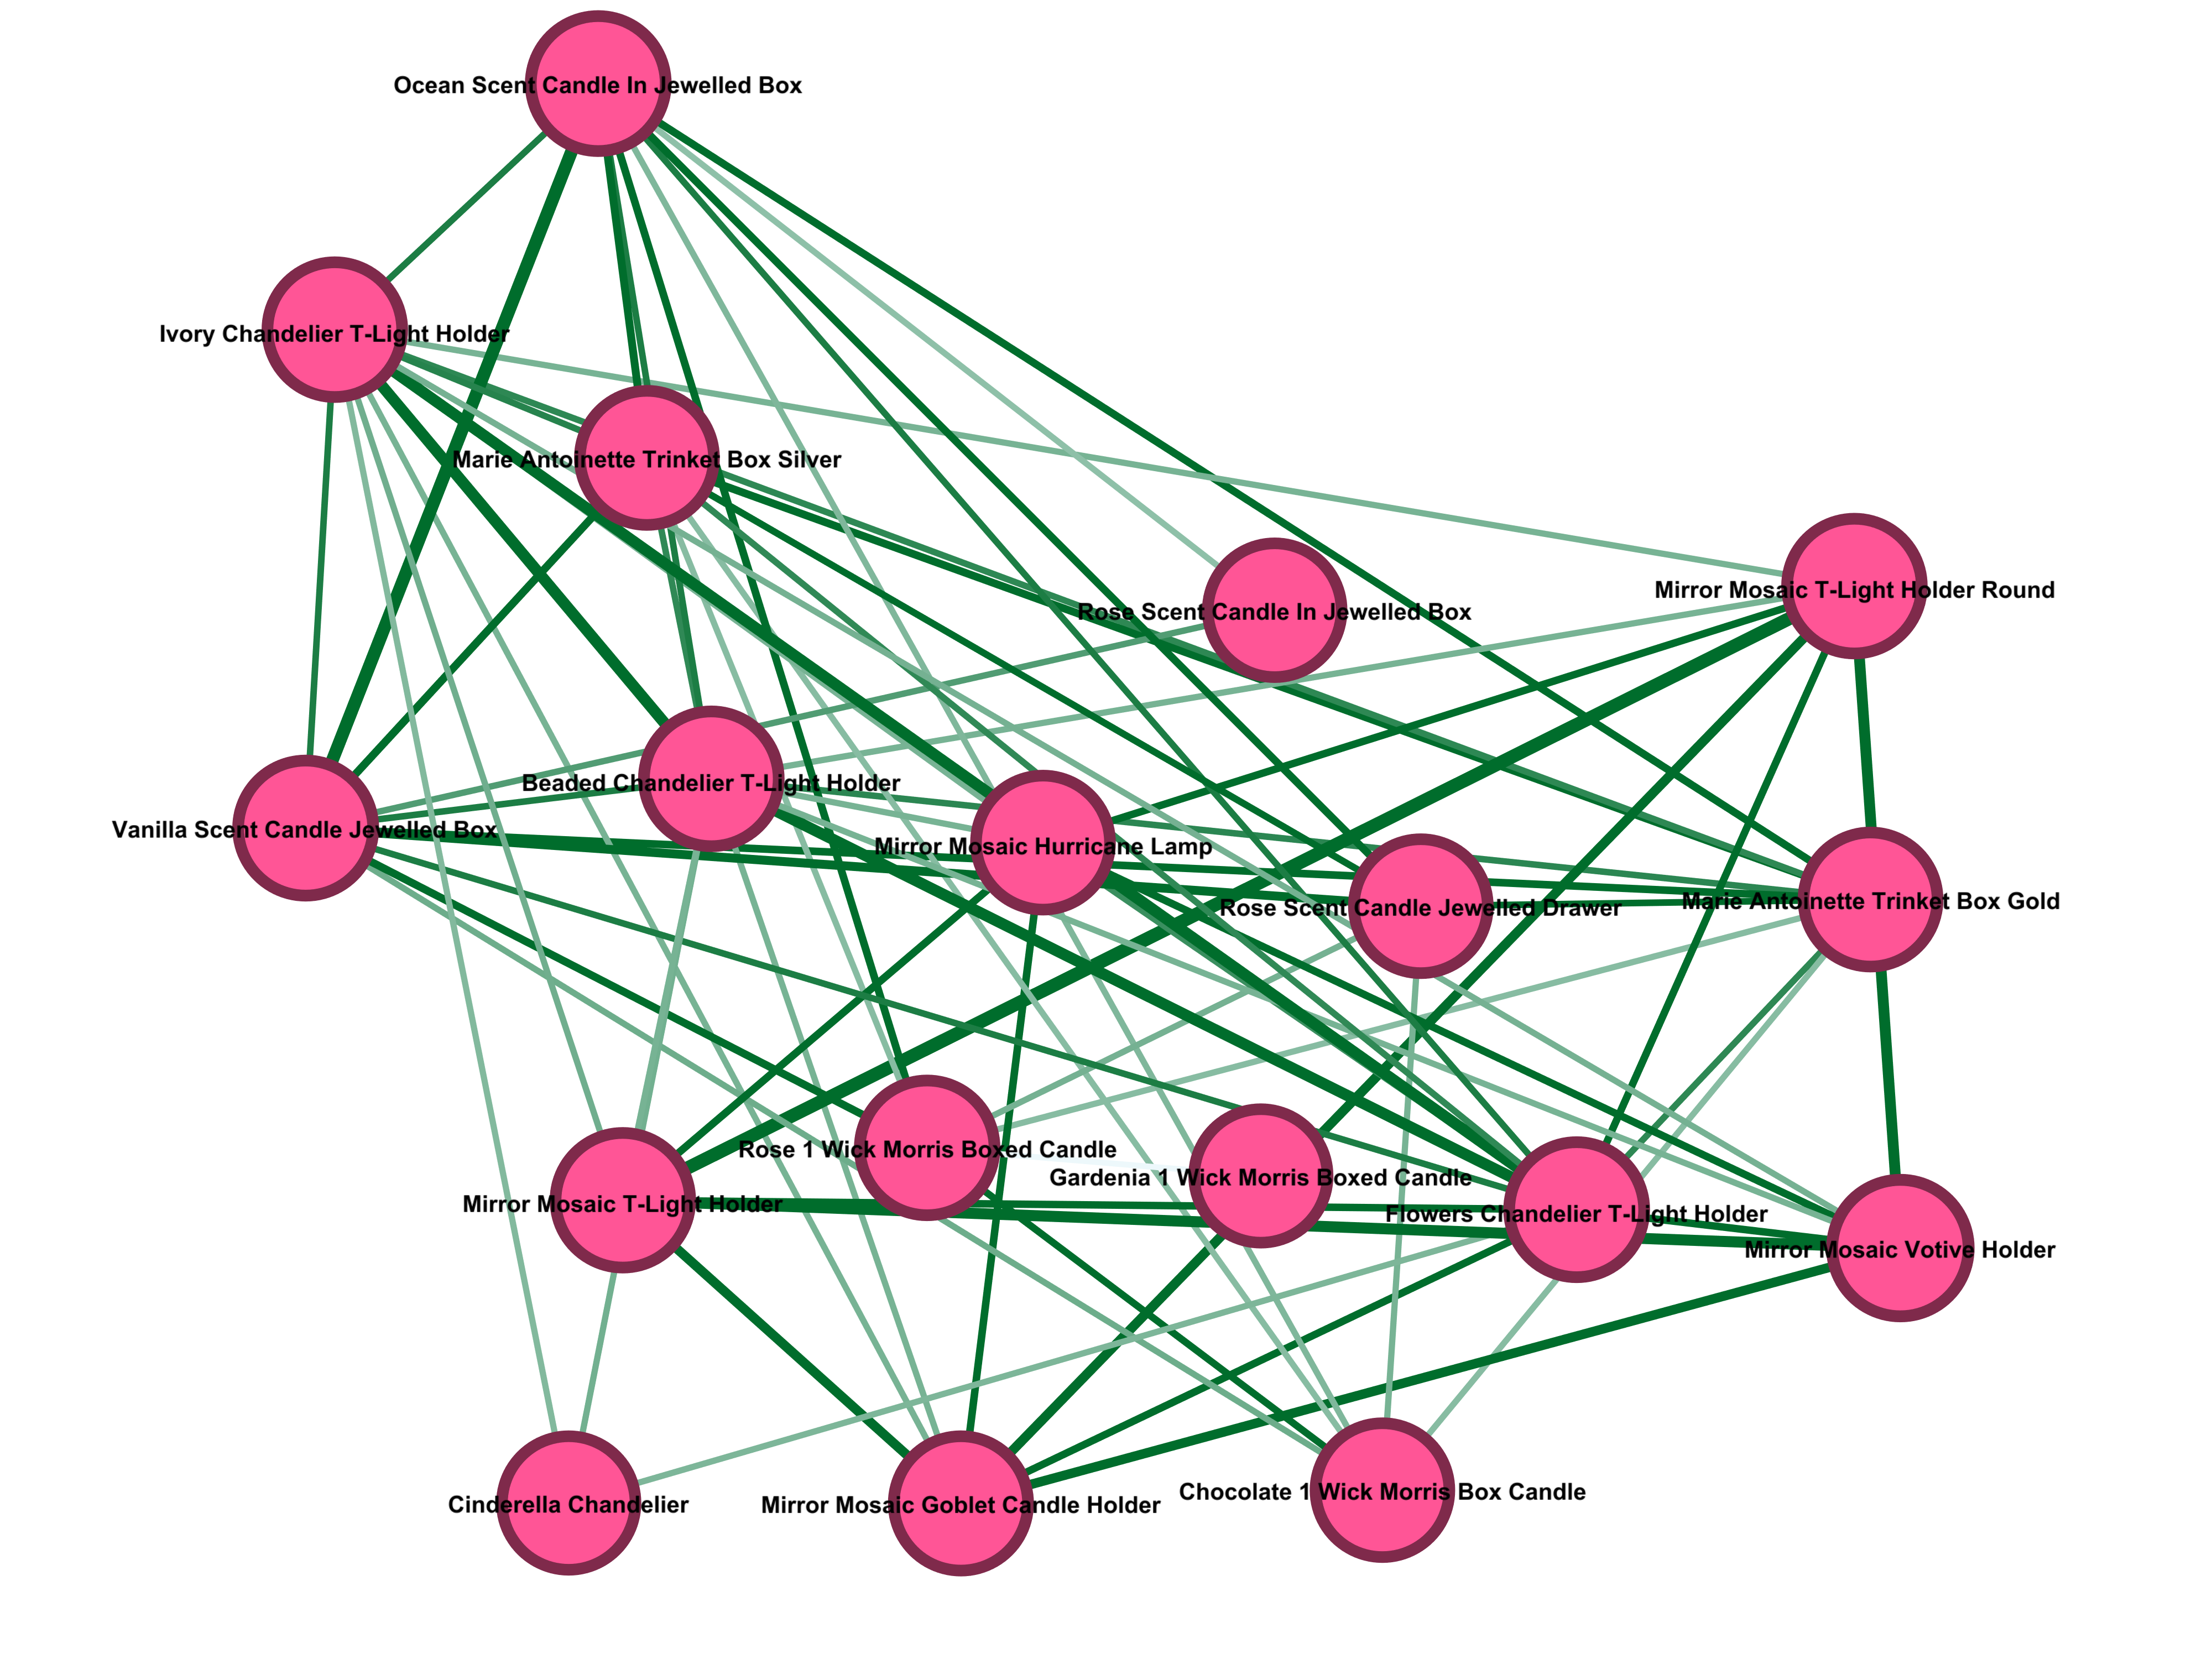 Ocean Scent Candle In Jewelled Box
Ivory Chandelier T-Light Holder
Marie Antoinette Trinket Box Silver
Mirror Mosaic T-Light Holder Round
Rose Scent Candle In Jewelled Box
Beaded Chandelier T-Light Holder
Vanilla Scent Candle Jewelled Box
Mirror Mosaic Hurricane Lamp
Marie Antoinette Trinket Box Gold
Rose Scent Candle Jewelled Drawer
Rose 1 Wick Morris Boxed Candle
Gardenia 1 Wick Morris Boxed Candle
Mirror Mosaic T-Light Holder
Flowers Chandelier T-Light Holder
Mirror Mosaic Votive Holder
Chocolate 1 Wick Morris Box Candle
Cinderella Chandelier
Mirror Mosaic Goblet Candle Holder